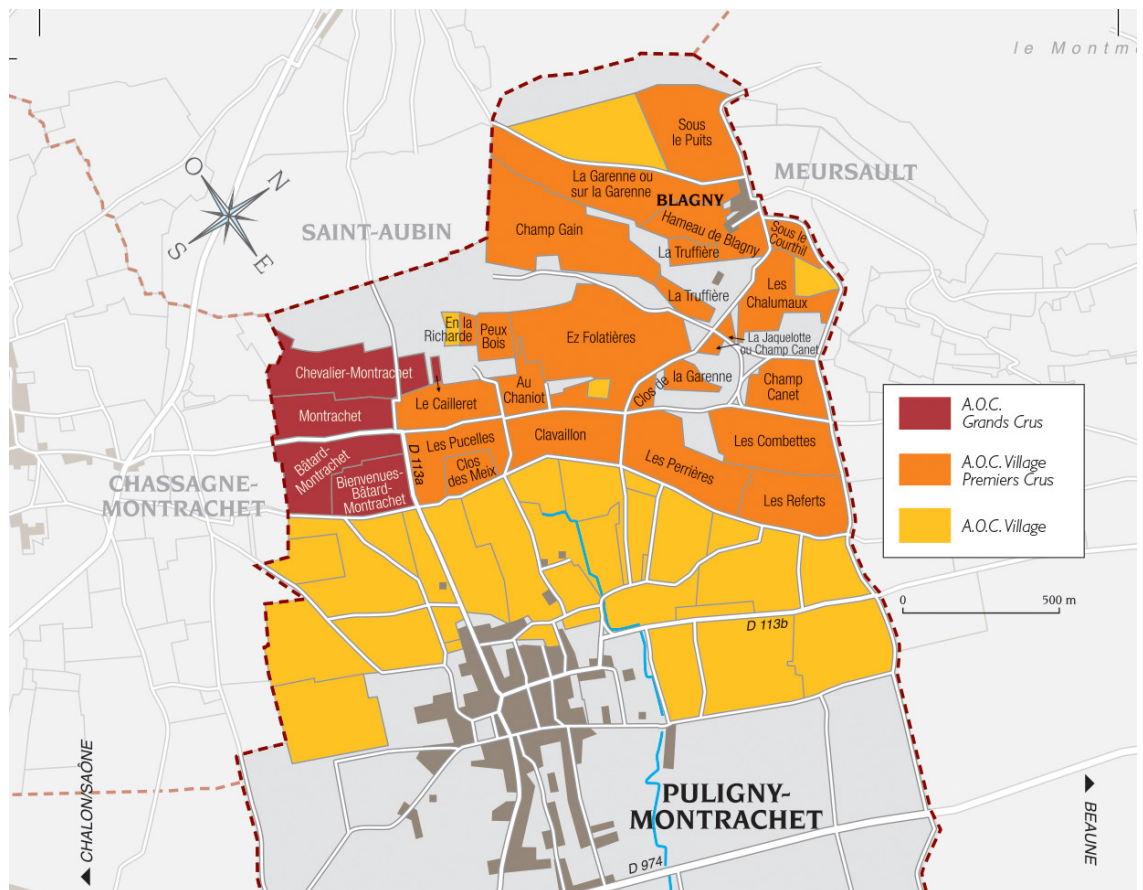 le Montm
O
N
S
E
SAINT-AUBIN
MEURSAULT
CHASSAGNE-
MONTRACHET
Sous
le Puits
La Garenne ou
sur la Garenne
BLAGNY
Hameau de Blagny
Sous le
Courthil
Champ Gain
La Truffière
La Truffière
Les
Chalumaux
En la
Richarde
Peux
Bois
Ez Folatières
La Jaquelotte
ou Champ Canet
Chevalier-Montrachet
Au
Chaniot
Clos de
la Garenne
Champ
Canet
Montrachet
Le Cailleret
Bâtard-
Montrachet
Bienvenues-
Bâtard-
Montrachet
D 113a
Les Pucelles
Clos
des Meix
Clavaillon
Les Perrières
Les Combettes
Les Referts
A.O.C.
Grands Crus
A.O.C. Village
Premiers Crus
A.O.C. Village
0
500 m
D 113b
PULIGNY-
MONTRACHET
D 974
CHALON/SAÔNE
BEAUNE